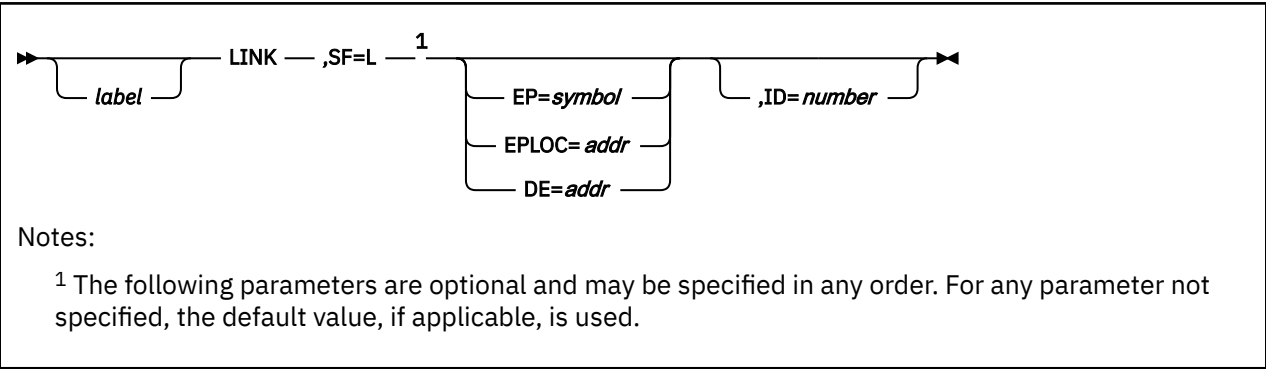 label LINK ,SF=L 1
EP=symbol
EPLOC= addr
DE=addr
,ID= number
Notes:
1 The following parameters are optional and may be specified in any order. For any parameter not
specified, the default value, if applicable, is used.